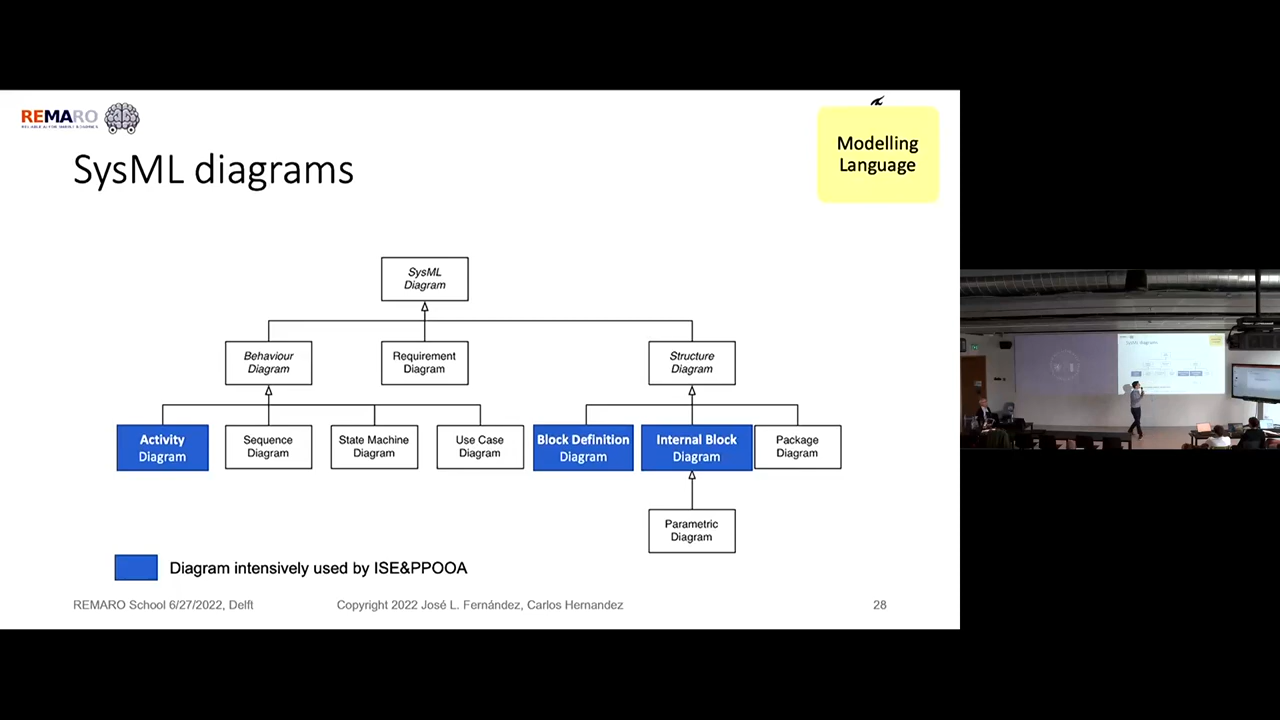 REMARO
Modelling
Language
SysML diagrams
SysML
Diagram
Behaviour
Diagram
Requirement
Diagram
Structure
Diagram
Activity
Diagram
Sequence
Diagram
State Machine
Diagram
Use Case
Diagram
Block Definition
Diagram
Internal Block
Diagram
Package
Diagram
Parametric
Diagram
Diagram intensively used by ISE&PPOOA
REMARO School 6/27/2022, Delft
Copyright 2022 José L. Fernández, Carlos Hernandez
28
SysML diagrams